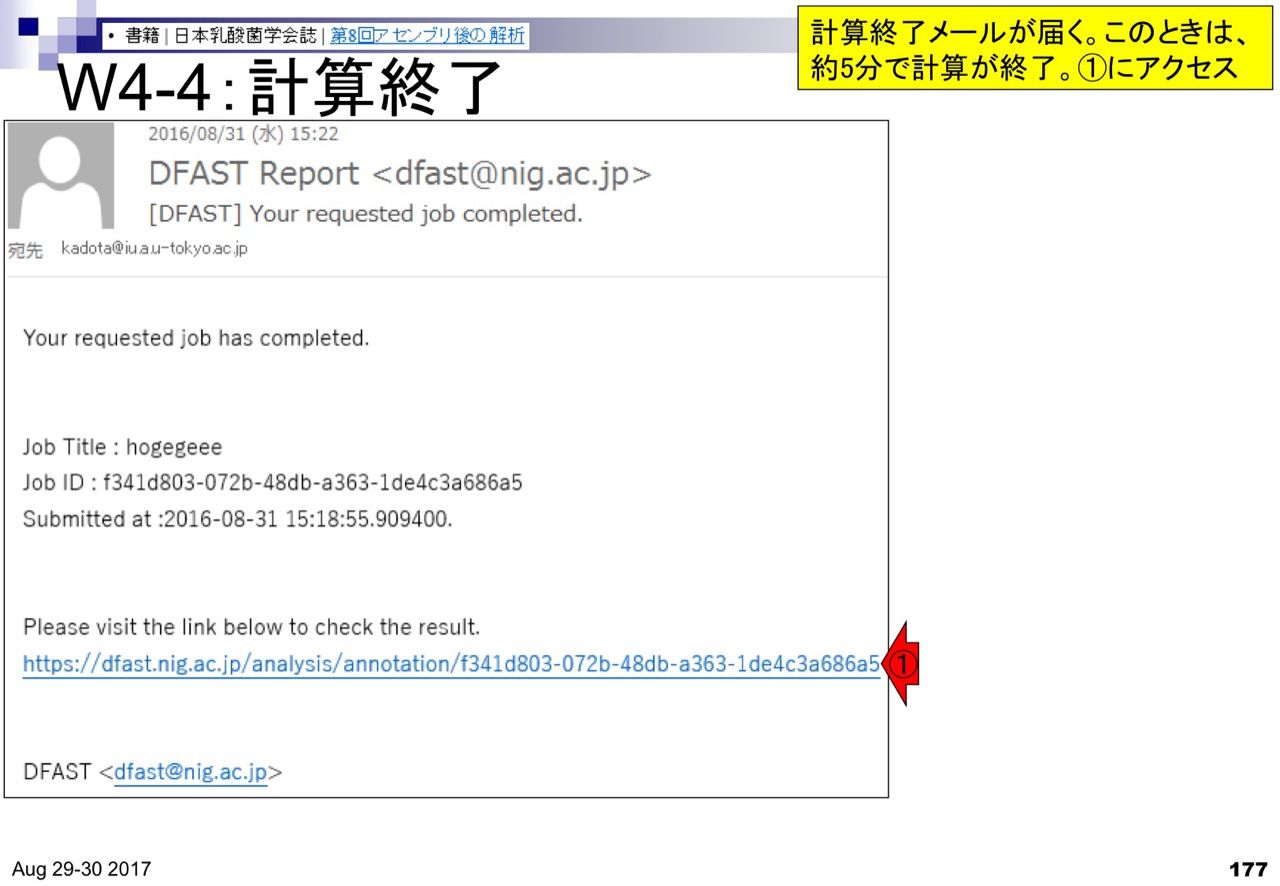 • 書籍 | 日本乳酸菌学会誌 | 第8回アセンブリ後の解析
W4-4：計算終了
計算終了メールが届く。このときは、
約5分で計算が終了。①にアクセス
2016/08/31 (水) 15:22
DFAST Report <dfast@nig.ac.jp>
[DFAST] Your requested job completed.
宛先 kadota@iu.a.u-tokyo.ac.jp
Your requested job has completed.
Job Title : hogegeee
Job ID : f341d803-072b-48db-a363-1de4c3a686a5
Submitted at :2016-08-31 15:18:55.909400.
Please visit the link below to check the result.
https://dfast.nig.ac.jp/analysis/annotation/f341d803-072b-48db-a363-1de4c3a686a5
①
DFAST <dfast@nig.ac.jp>
Aug 29-30 2017
177